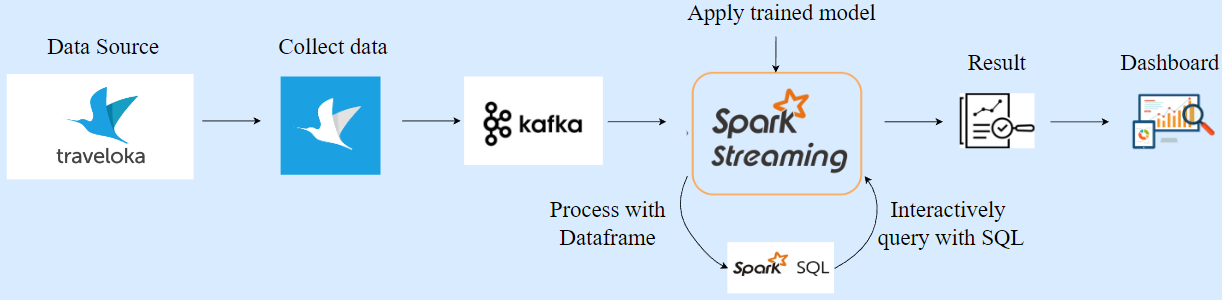 Apply trained model
Data Source
Collect data
Result
Dashboard
traveloka
kafka
Spark
Streaming
Process with
Dataframe
Interactively
query with SQL
Spark SQL